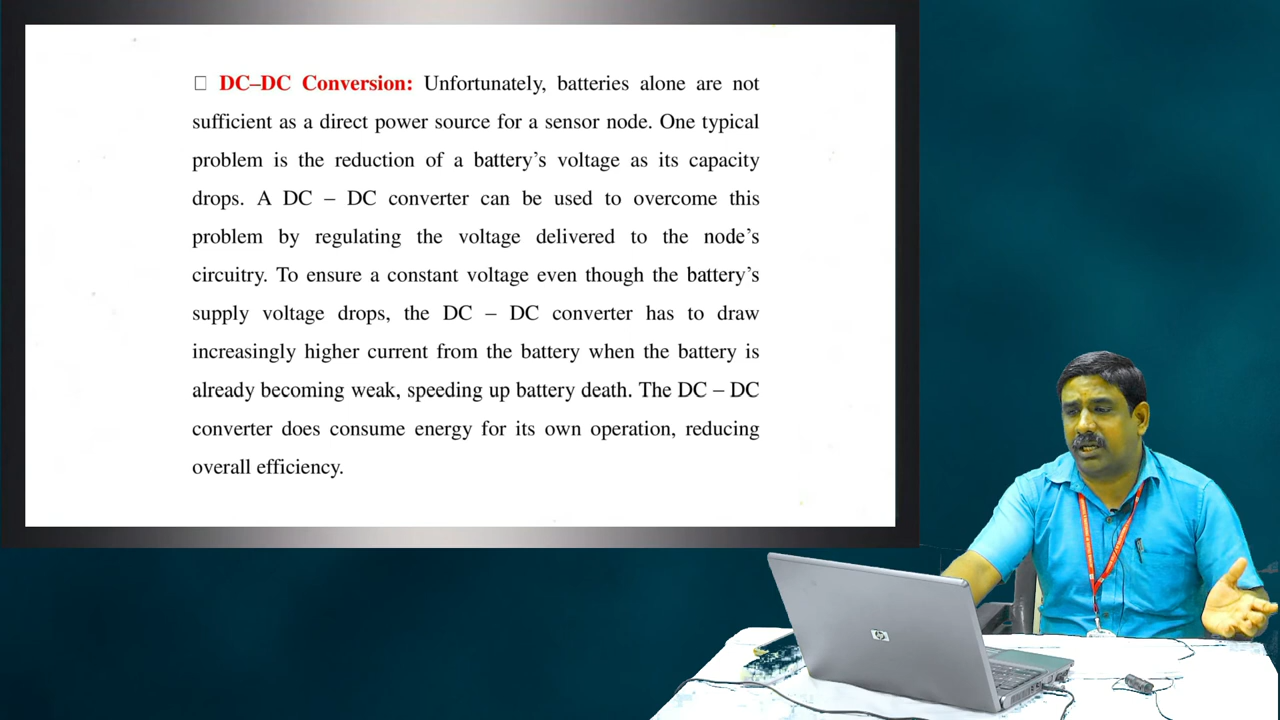 □ DC–DC Conversion: Unfortunately, batteries alone are not
sufficient as a direct power source for a sensor node. One typical
problem is the reduction of a battery’s voltage as its capacity
drops. A DC – DC converter can be used to overcome this
problem by regulating the voltage delivered to the node’s
circuitry. To ensure a constant voltage even though the battery’s
supply voltage drops, the DC – DC converter has to draw
increasingly higher current from the battery when the battery is
already becoming weak, speeding up battery death. The DC – DC
converter does consume energy for its own operation, reducing
overall efficiency.
hp